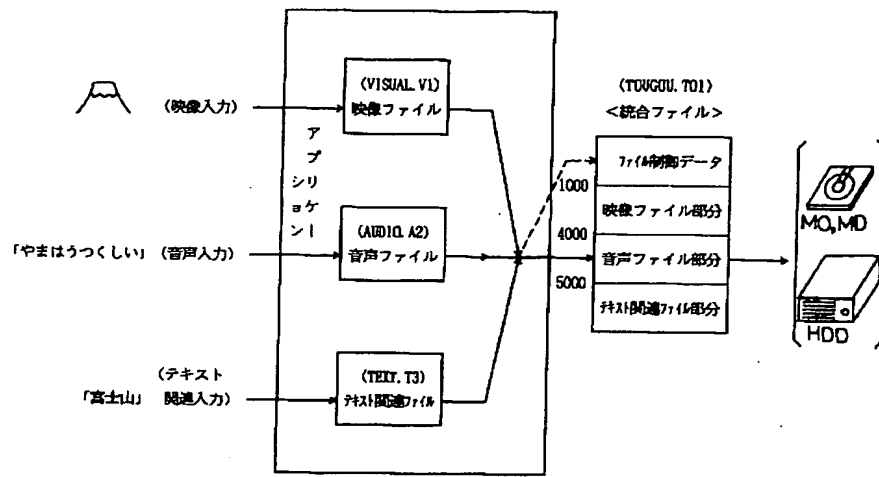 (VISUAL.V1)
映像ファイル
(映像入力)
アプリケーション
(TOUGOU.TO1)
<統合ファイル>
ファイル制御データ
1000
映像ファイル部分
4000
音声ファイル部分
5000
テキスト関連ファイル部分
MO,MD
HDD
「やまはうつくしい」(音声入力)
(AUDIO.A2)
音声ファイル
(テキスト
「富士山」 関連入力)
(TEXT.T3)
テキスト関連ファイル